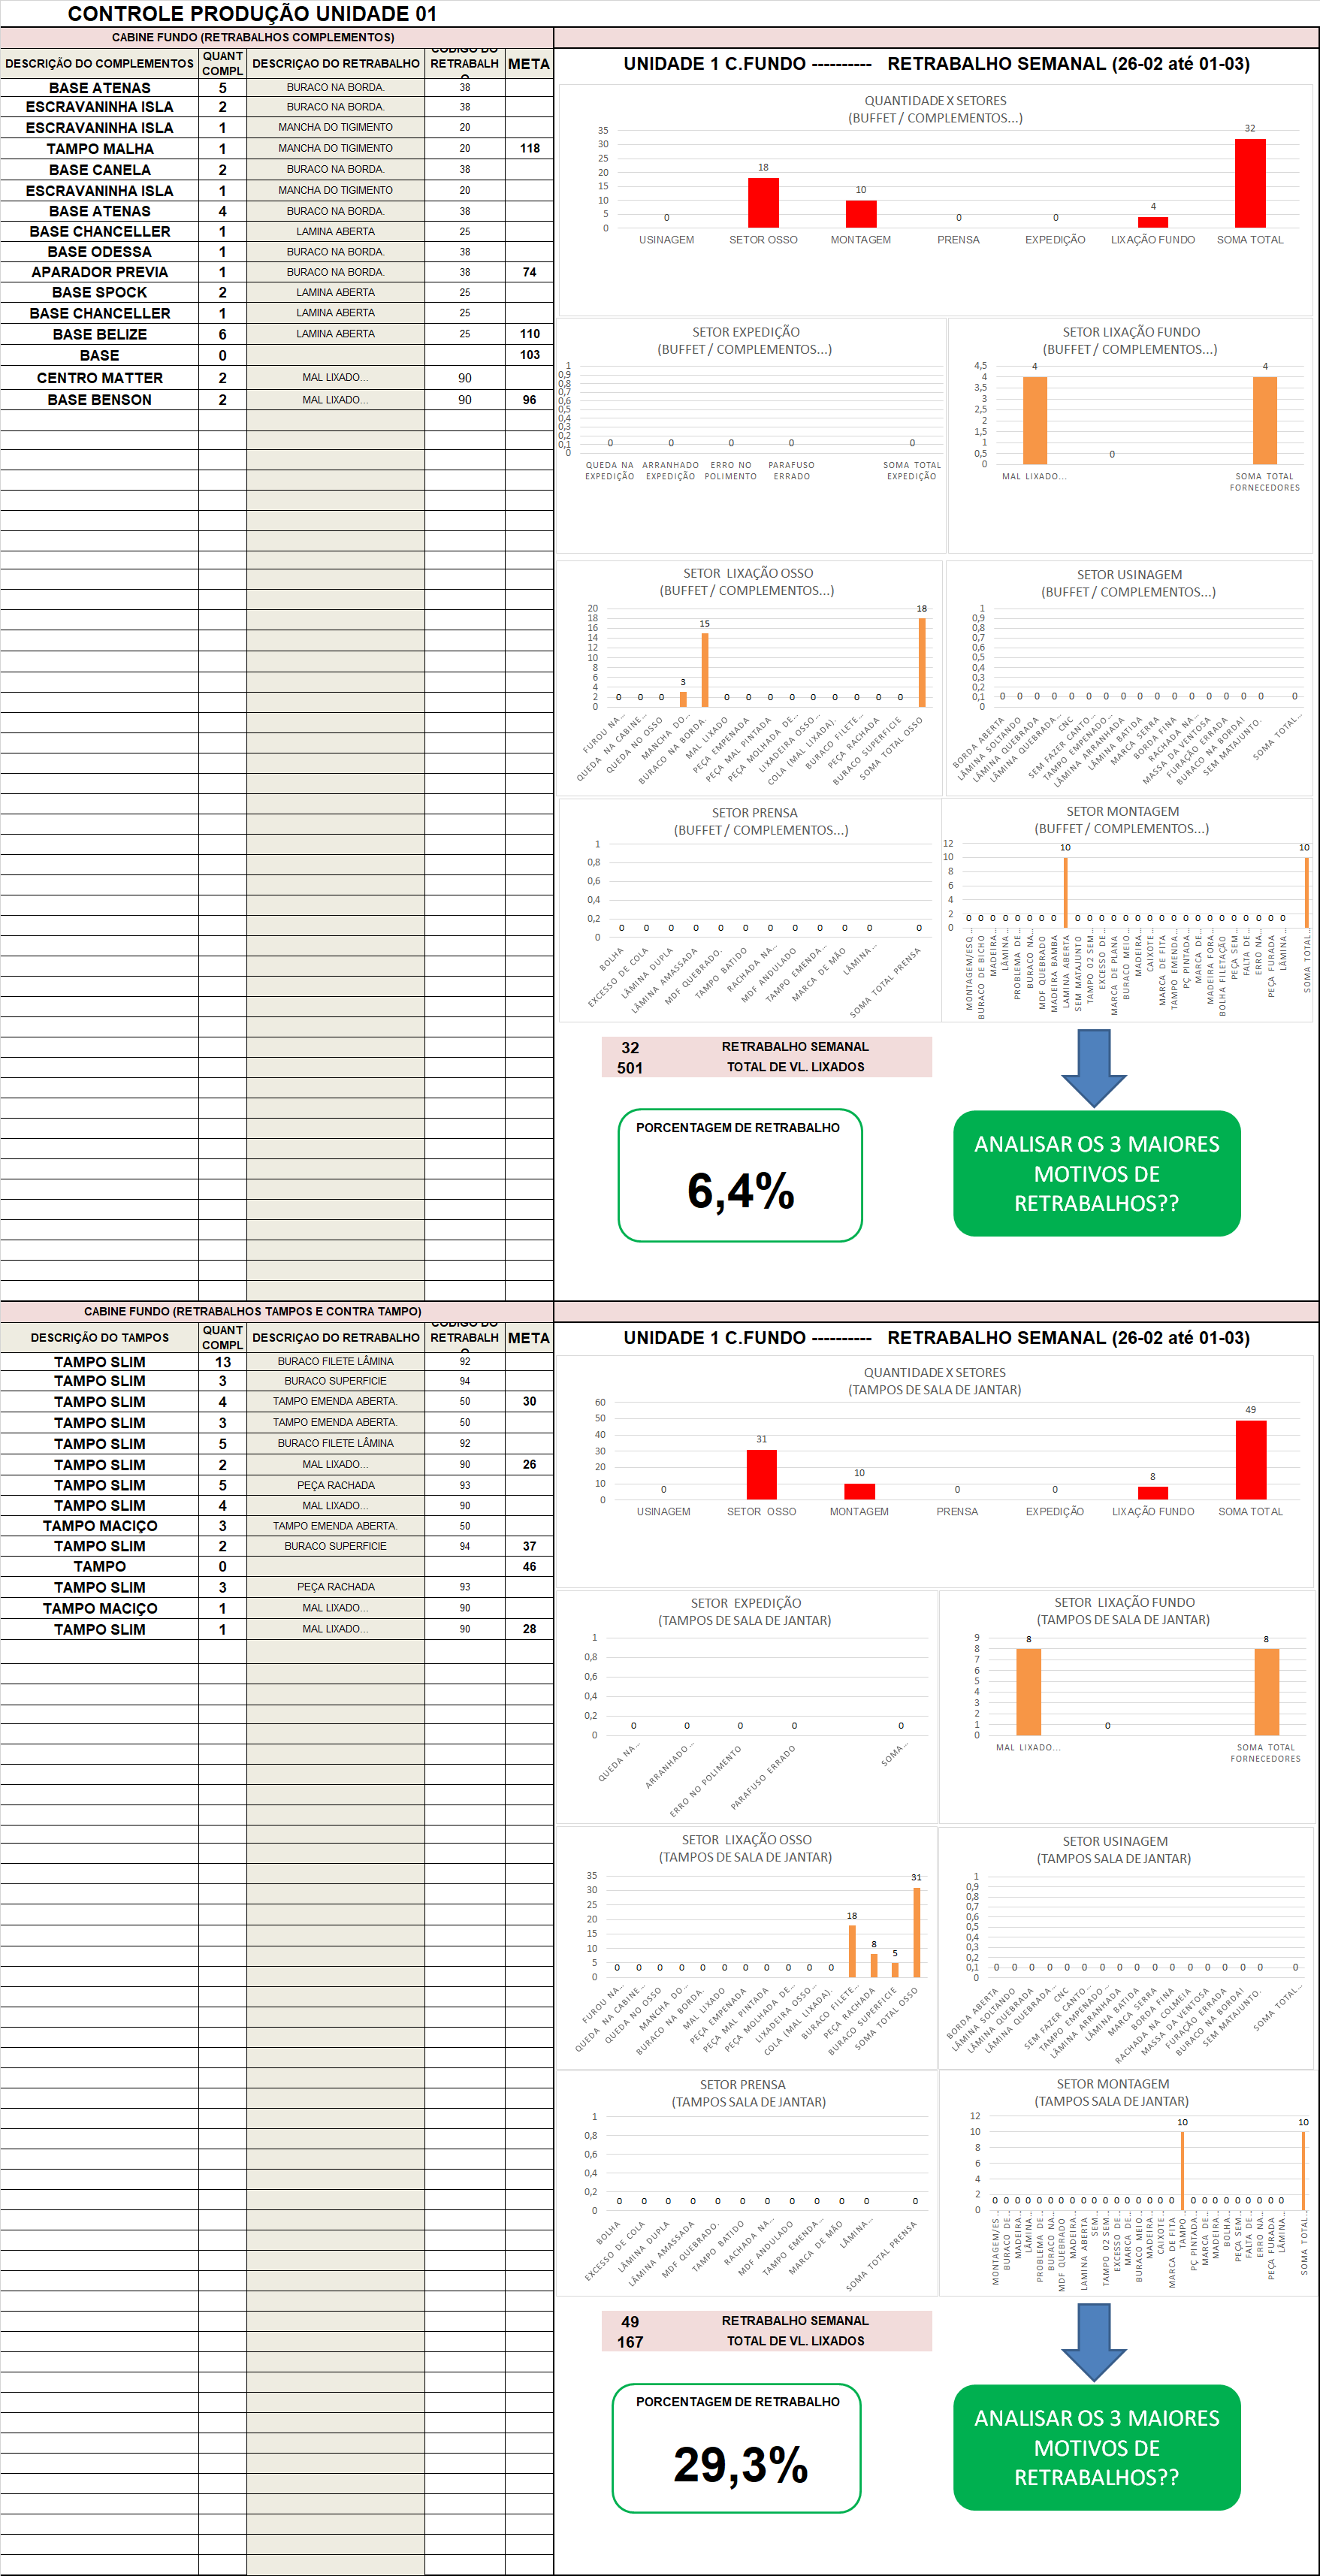 CONTROLE PRODUÇÃO UNIDADE 01
CABINE FUNDO (RETRABALHOS COMPLEMENTOS)
DESCRIÇÃO DO COMPLEMENTOS QUANT COMPL DESCRIÇAO DO RETRABALHO CODIGO DO RETRABALH O META
BASE ATENAS 5 BURACO NA BORDA. 38
ESCRAVANINHA ISLA 2 BURACO NA BORDA. 38
ESCRAVANINHA ISLA 1 MANCHA DO TIGIMENTO 20
TAMPO MALHA 1 MANCHA DO TIGIMENTO 20 118
BASE CANELA 2 BURACO NA BORDA. 38
ESCRAVANINHA ISLA 1 MANCHA DO TIGIMENTO 20
BASE ATENAS 4 BURACO NA BORDA. 38
BASE CHANCELLER 1 LAMINA ABERTA 25
BASE ODESSA 1 BURACO NA BORDA. 38
APARADOR PREVIA 1 BURACO NA BORDA. 38 74
BASE SPOCK 2 LAMINA ABERTA 25
BASE CHANCELLER 1 LAMINA ABERTA 25
BASE BELIZE 6 LAMINA ABERTA 25 110
BASE 0 103
CENTRO MATTER 2 MAL LIXADO... 90
BASE BENSON 2 MAL LIXADO... 90 96
UNIDADE 1 C.FUNDO ---------- RETRABALHO SEMANAL (26-02 até 01-03)
QUANTIDADE X SETORES
(BUFFET / COMPLEMENTOS...)
35
30
25
20
15
10
5
0
0 18 10 0 0 4 32
USINAGEM SETOR OSSO MONTAGEM PRENSA EXPEDIÇÃO LIXAÇÃO FUNDO SOMA TOTAL
SETOR EXPEDIÇÃO
(BUFFET / COMPLEMENTOS...)
1
0,9
0,8
0,7
0,6
0,5
0,4
0,3
0,2
0,1
0
0 0 0 0 0
QUEDA NA EXPEDIÇÃO ARRANHADO EXPEDIÇÃO ERRO NO POLIMENTO PARAFUSO ERRADO SOMA TOTAL EXPEDIÇÃO
SETOR LIXAÇÃO FUNDO
(BUFFET / COMPLEMENTOS...)
4,5
4
3,5
3
2,5
2
1,5
1
0,5
0
4 0 4
MAL LIXADO... SOMA TOTAL FORNECEDORES
SETOR LIXAÇÃO OSSO
(BUFFET / COMPLEMENTOS...)
20
18
16
14
12
10
8
6
4
2
0
0 0 0 3 15 0 0 0 0 0 0 0 0 0 18
FUROU NA... QUEDA NA CABINE... QUEDA NO OSSO MANCHA DO... BURACO NA BORDA. MAL LIXADO PEÇA EMPENADA PEÇA MAL PINTADA PEÇA MOLHADA DE... LIXADEIRA OSSO... COLA (MAL LIXADA). BURACO FILETE... PEÇA RACHADA BURACO SUPERFICIE SOMA TOTAL OSSO
SETOR USINAGEM
(BUFFET / COMPLEMENTOS...)
1
0,9
0,8
0,7
0,6
0,5
0,4
0,3
0,2
0,1
0
0 0 0 0 0 0 0 0 0 0 0 0 0 0 0 0 0
BORDA ABERTA LÂMINA SOLTANDO LÂMINA QUEBRADA LÂMINA QUEBRADA... CNC SEM FAZER CANTO... TAMPO EMPENADO... LÂMINA ARRANHADA LÂMINA BATIDA MARCA SERRA BORDA FINA RACHADA NA... MASSA DA VENTOSA FURAÇÃO ERRADA BURACO NA BORDA! SEM MATAJUNTO. SOMA TOTAL...
SETOR PRENSA
(BUFFET / COMPLEMENTOS...)
1
0,8
0,6
0,4
0,2
0
0 0 0 0 0 0 0 0 0 0 0 0
BOLHA EXCESSO DE COLA LÂMINA DUPLA LÂMINA AMASSADA MDF QUEBRADO. TAMPO BATIDO RACHADA NA... MDF ANDULADO TAMPO EMENDA... MARCA DE MÃO LÂMINA... SOMA TOTAL PRENSA
SETOR MONTAGEM
(BUFFET / COMPLEMENTOS...)
12
10
8
6
4
2
0
0 0 0 0 0 0 0 0 10 0 0 0 0 0 0 0 0 0 0 0 0 0 0 0 0 0 0 10
MONTAGEM/ESQ... BURACO DE BICHO MADEIRA... LÂMINA... PROBLEMA DE... BURACO NA... MDF QUEBRADO MADEIRA BAMBA LAMINA ABERTA SEM MATAJUNTO TAMPO 02 SEM... EXCESSO DE... MARCA DE PLANA BURACO MEIO... MADEIRA... CAIXOTE... MARCA DE FITA TAMPO EMENDA... PÇ PINTADA... MARCA DE... MADEIRA FORA... BOLHA FILETAÇÃO PEÇA SEM... FALTA DE... ERRO NA... PEÇA FURADA LÂMINA... SOMA TOTAL...
32 RETRABALHO SEMANAL
501 TOTAL DE VL. LIXADOS
PORCENTAGEM DE RETRABALHO
6,4%
ANALISAR OS 3 MAIORES
MOTIVOS DE
RETRABALHOS??
CABINE FUNDO (RETRABALHOS TAMPOS E CONTRA TAMPO)
DESCRIÇÃO DO TAMPOS QUANT COMPL DESCRIÇAO DO RETRABALHO CODIGO DO RETRABALH O META
TAMPO SLIM 13 BURACO FILETE LÂMINA 92
TAMPO SLIM 3 BURACO SUPERFICIE 94
TAMPO SLIM 4 TAMPO EMENDA ABERTA. 50 30
TAMPO SLIM 3 TAMPO EMENDA ABERTA. 50
TAMPO SLIM 5 BURACO FILETE LÂMINA 92
TAMPO SLIM 2 MAL LIXADO... 90 26
TAMPO SLIM 5 PEÇA RACHADA 93
TAMPO SLIM 4 MAL LIXADO... 90
TAMPO MACIÇO 3 TAMPO EMENDA ABERTA. 50
TAMPO SLIM 2 BURACO SUPERFICIE 94 37
TAMPO 0 46
TAMPO SLIM 3 PEÇA RACHADA 93
TAMPO MACIÇO 1 MAL LIXADO... 90
TAMPO SLIM 1 MAL LIXADO... 90 28
UNIDADE 1 C.FUNDO ---------- RETRABALHO SEMANAL (26-02 até 01-03)
QUANTIDADE X SETORES
(TAMPOS DE SALA DE JANTAR)
60
50
40
30
20
10
0
0 31 10 0 0 8 49
USINAGEM SETOR OSSO MONTAGEM PRENSA EXPEDIÇÃO LIXAÇÃO FUNDO SOMA TOTAL
SETOR EXPEDIÇÃO
(TAMPOS DE SALA DE JANTAR)
1
0,8
0,6
0,4
0,2
0
0 0 0 0 0
QUEDA NA... ARRANHADO... ERRO NO POLIMENTO PARAFUSO ERRADO SOMA...
SETOR LIXAÇÃO FUNDO
(TAMPOS DE SALA DE JANTAR)
9
8
7
6
5
4
3
2
1
0
8 0 8
MAL LIXADO... SOMA TOTAL FORNECEDORES
SETOR LIXAÇÃO OSSO
(TAMPOS DE SALA DE JANTAR)
35
30
25
20
15
10
5
0
0 0 0 0 0 0 0 0 0 0 0 18 8 5 31
FUROU NA... QUEDA NA CABINE... QUEDA NO OSSO MANCHA DO... BURACO NA BORDA. MAL LIXADO PEÇA EMPENADA PEÇA MAL PINTADA PEÇA MOLHADA DE... LIXADEIRA OSSO... COLA (MAL LIXADA). BURACO FILETE... PEÇA RACHADA BURACO SUPERFICIE SOMA TOTAL OSSO
SETOR USINAGEM
(TAMPOS SALA DE JANTAR)
1
0,9
0,8
0,7
0,6
0,5
0,4
0,3
0,2
0,1
0
0 0 0 0 0 0 0 0 0 0 0 0 0 0 0 0 0
BORDA ABERTA LÂMINA SOLTANDO LÂMINA QUEBRADA LÂMINA QUEBRADA... CNC SEM FAZER CANTO... TAMPO EMPENADO... LÂMINA ARRANHADA LÂMINA BATIDA MARCA SERRA BORDA FINA RACHADA NA COLMEIA MASSA DA VENTOSA FURAÇÃO ERRADA BURACO NA BORDA! SEM MATAJUNTO. SOMA TOTAL...
SETOR PRENSA
(TAMPOS SALA DE JANTAR)
1
0,8
0,6
0,4
0,2
0
0 0 0 0 0 0 0 0 0 0 0 0
BOLHA EXCESSO DE COLA LÂMINA DUPLA LÂMINA AMASSADA MDF QUEBRADO. TAMPO BATIDO RACHADA NA... MDF ANDULADO TAMPO EMENDA... MARCA DE MÃO LÂMINA... SOMA TOTAL PRENSA
SETOR MONTAGEM
(TAMPOS SALA DE JANTAR)
12
10
8
6
4
2
0
0 0 0 0 0 0 0 0 0 0 0 0 0 0 0 0 0 10 0 0 0 0 0 0 0 0 0 10
MONTAGEM/ES... BURACO DE... MADEIRA... LÂMINA... PROBLEMA DE... BURACO NA... MDF QUEBRADO MADEIRA... LAMINA ABERTA SEM... TAMPO 02 SEM... EXCESSO DE... MARCA DE... BURACO MEIO... MADEIRA... CAIXOTE... MARCA DE FITA TAMPO... PÇ PINTADA... MARCA DE... MADEIRA... BOLHA... PEÇA SEM... FALTA DE... ERRO NA... PEÇA FURADA LÂMINA... SOMA TOTAL...
49 RETRABALHO SEMANAL
167 TOTAL DE VL. LIXADOS
PORCENTAGEM DE RETRABALHO
29,3%
ANALISAR OS 3 MAIORES
MOTIVOS DE
RETRABALHOS??